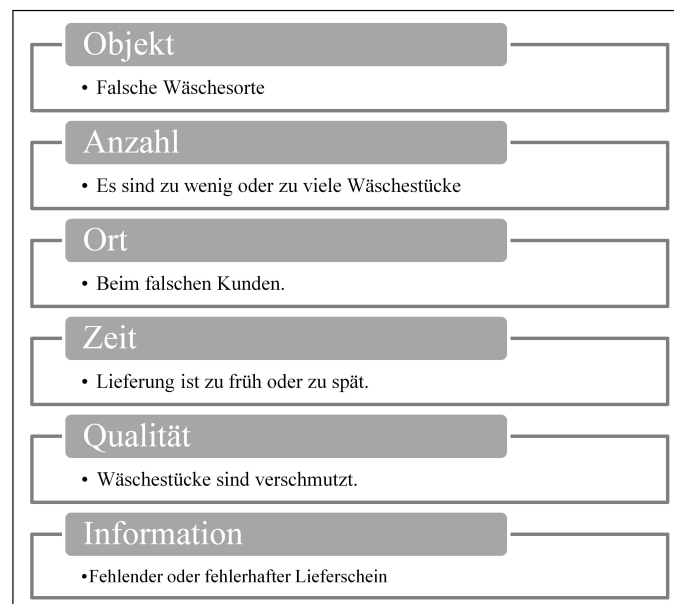 Objekt
• Falsche Wäschesorte
Anzahl
• Es sind zu wenig oder zu viele Wäschestücke
Ort
• Beim falschen Kunden.
Zeit
• Lieferung ist zu früh oder zu spät.
Qualität
• Wäschestücke sind verschmutzt.
Information
•Fehlender oder fehlerhafter Lieferschein